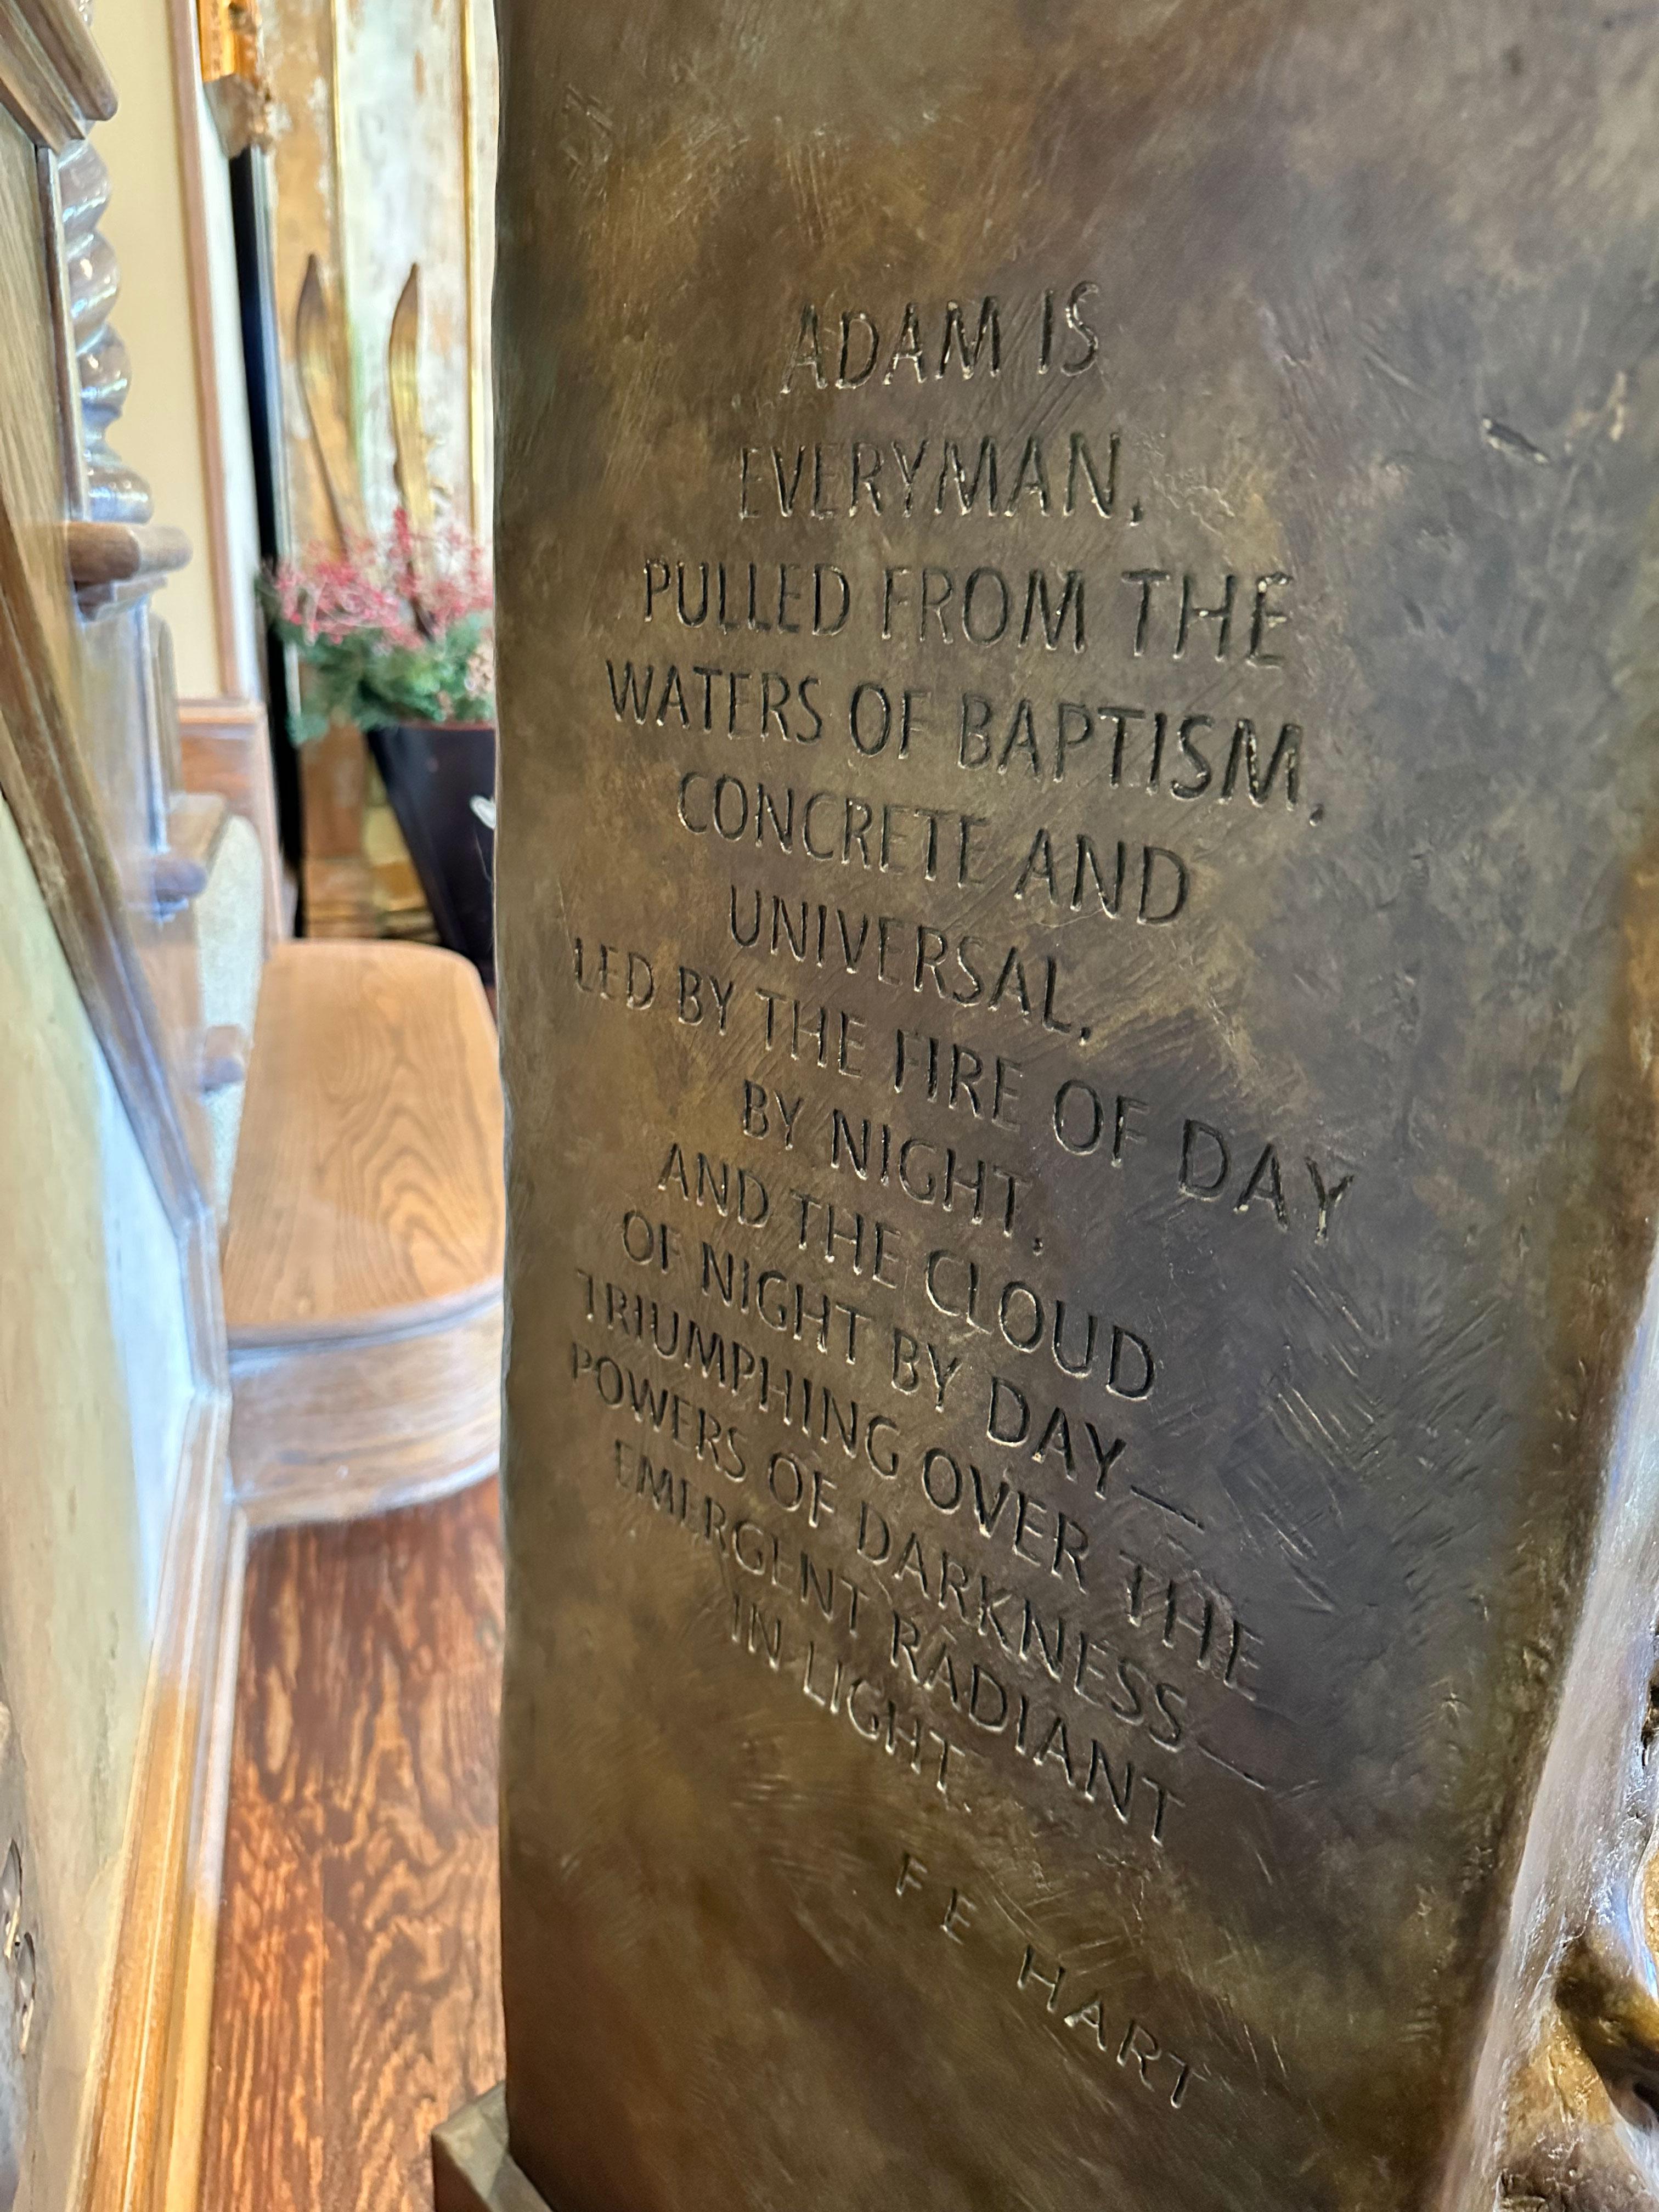 ADAM IS
EVERYMAN,
PULLED FROM THE
WATERS OF BAPTISM,
CONCRETE AND
UNIVERSAL,
LED BY THE FIRE OF DAY
BY NIGHT,
AND THE CLOUD
OF NIGHT BY DAY—
TRIUMPHING OVER THE
POWERS OF DARKNESS—
EMERGENT RADIANT
IN LIGHT.
F E HART